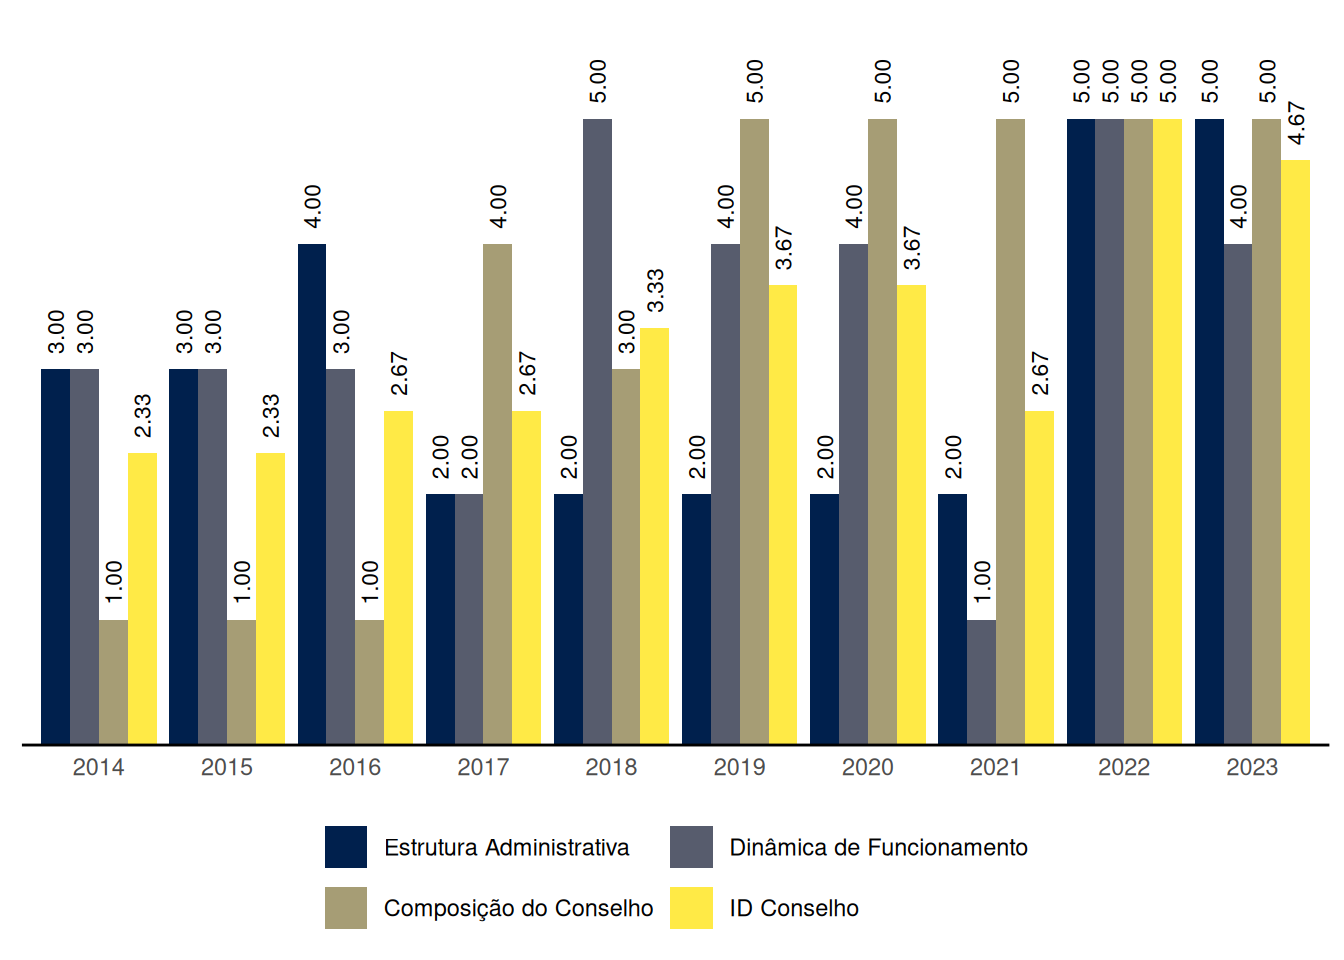 3.00 3.00 1.00 2.33
3.00 3.00 1.00 2.33
4.00 3.00 1.00 2.67
2.00 2.00 4.00 2.67
2.00 5.00 3.00 3.33
2.00 4.00 5.00 3.67
2.00 4.00 5.00 3.67
2.00 1.00 5.00 2.67
5.00 5.00 5.00 5.00
5.00 4.00 5.00 4.67
2014 2015 2016 2017 2018 2019 2020 2021 2022 2023
Estrutura Administrativa Dinâmica de Funcionamento
Composição do Conselho ID Conselho